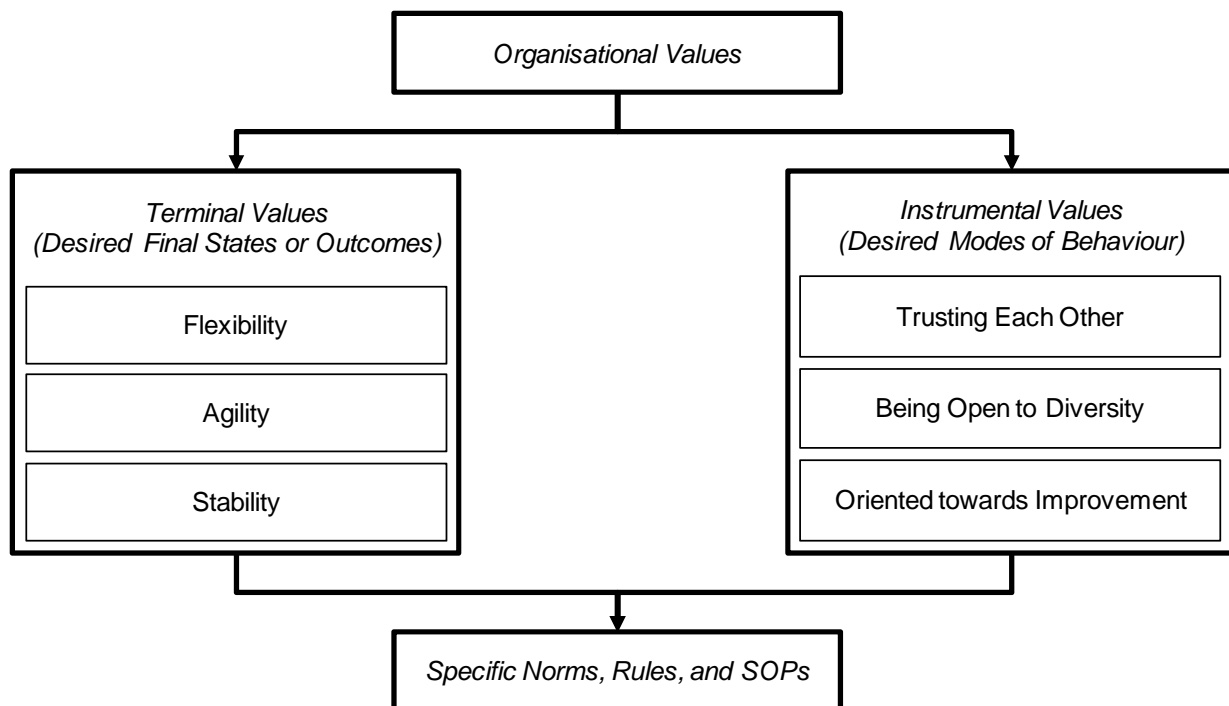 Organisational Values
Terminal Values
(Desired Final States or Outcomes)
Flexibility
Agility
Stability
Instrumental Values
(Desired Modes of Behaviour)
Trusting Each Other
Being Open to Diversity
Oriented towards Improvement
Specific Norms, Rules, and SOPs